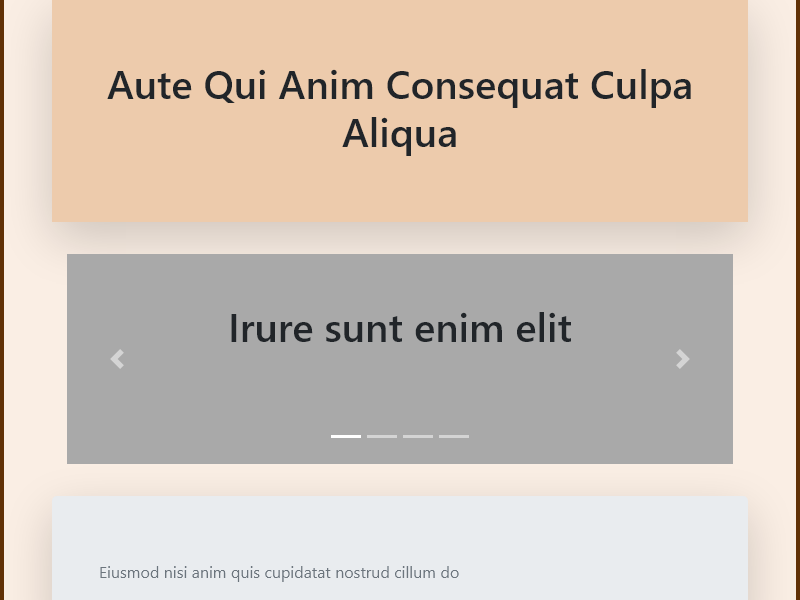 Aute Qui Anim Consequat Culpa
Aliqua
Irure sunt enim elit
Eiusmod nisi anim quis cupidatat nostrud cillum do